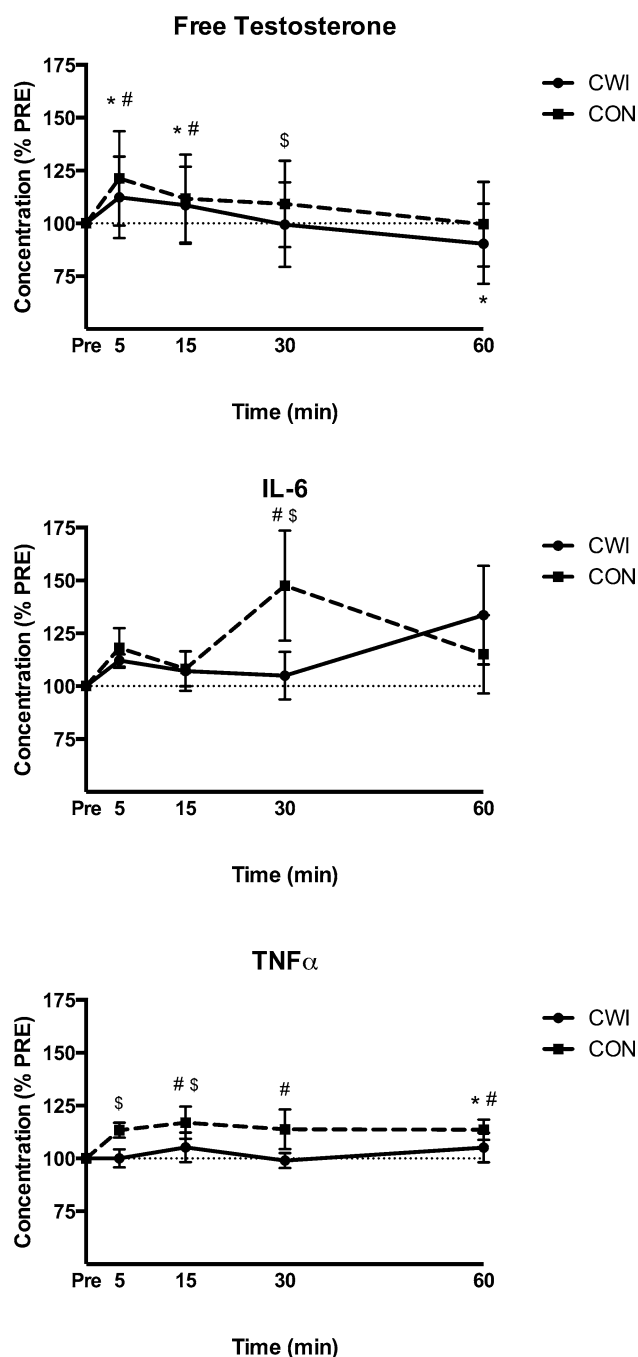 Free Testosterone
Concentration (% PRE)
175
150
125
100
75
* #
* #
$
*
CWI
CON
Pre 5 15 30 60
Time (min)
IL-6
Concentration (% PRE)
175
150
125
100
75
# $
CWI
CON
Pre 5 15 30 60
Time (min)
TNFα
Concentration (% PRE)
175
150
125
100
75
$
# $
#
* #
CWI
CON
Pre 5 15 30 60
Time (min)